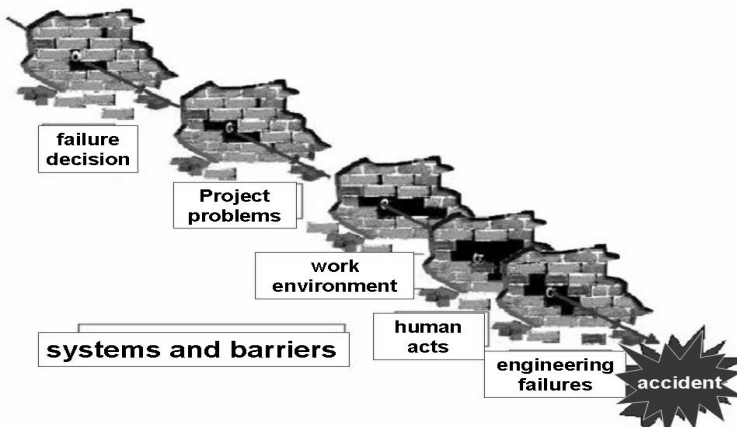 failure
decision
Project
problems
work
environment
human
acts
systems and barriers
engineering
failures
accident